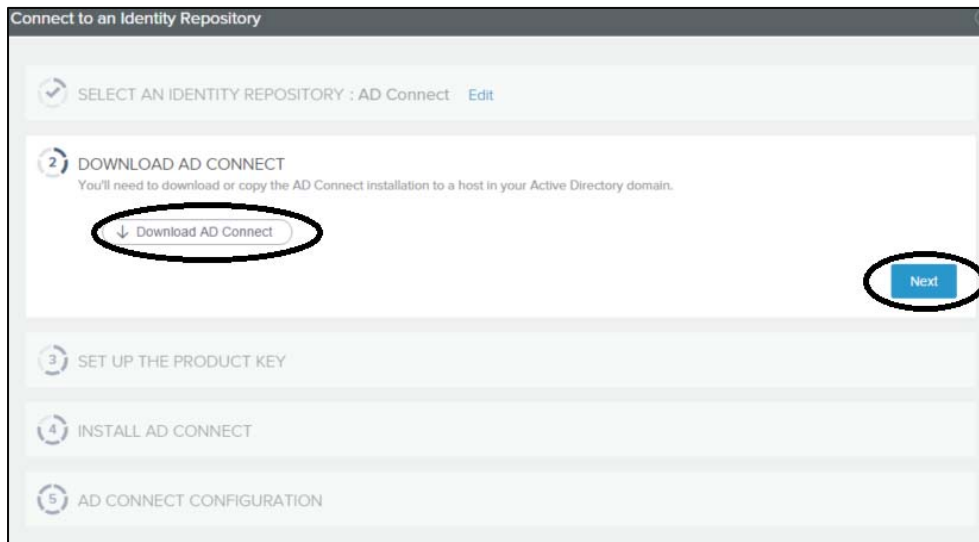 Connect to an Identity Repository
SELECT AN IDENTITY REPOSITORY : AD Connect Edit
2 DOWNLOAD AD CONNECT
You'll need to download or copy the AD Connect installation to a host in your Active Directory domain.
Download AD Connect
Next
3 SET UP THE PRODUCT KEY
4 INSTALL AD CONNECT
5 AD CONNECT CONFIGURATION